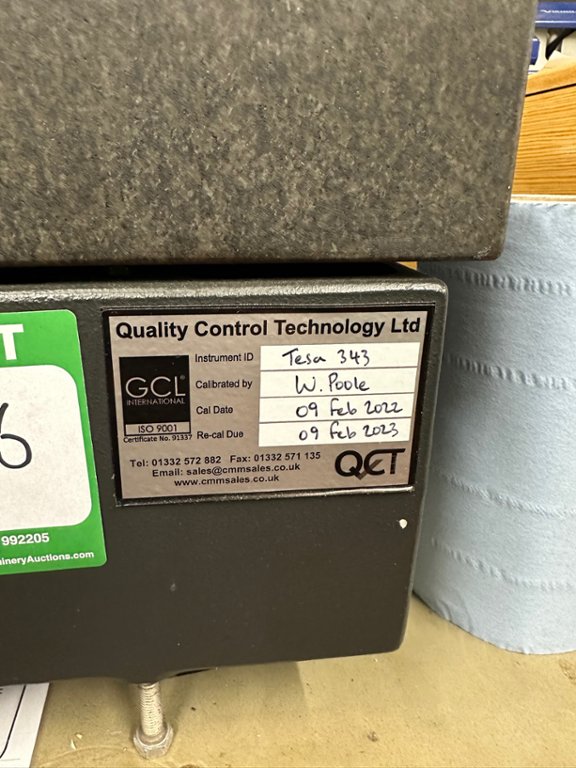 Quality Control Technology Ltd
GCL®
INTERNATIONAL
ISO 9001
Certificate No. 91337
Instrument ID Tesa 343
Calibrated by W. Poole
Cal Date 09 Feb 2022
Re-cal Due 09 Feb 2023
Tel: 01332 572 882 Fax: 01332 571 135
Email: sales@cmmsales.co.uk
www.cmmsales.co.uk
QCT
T
6
992205
ineryAuctions.com